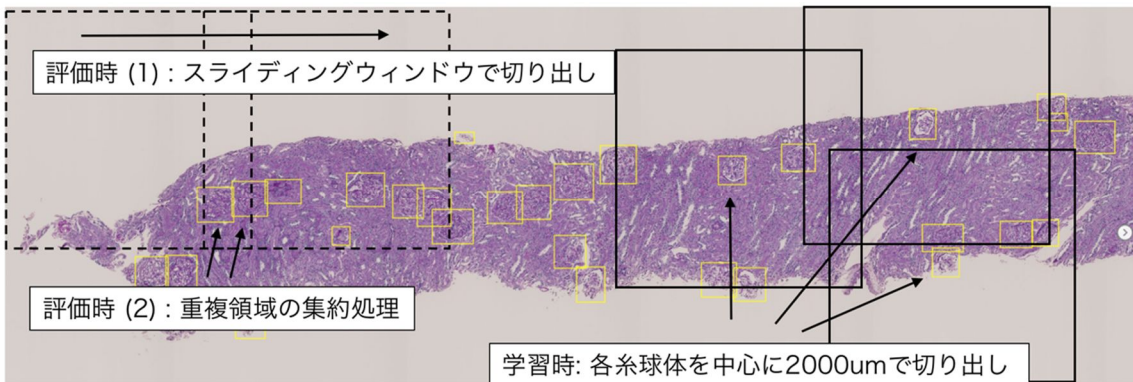 評価時 (1) : スライディングウィンドウで切り出し
評価時 (2) : 重複領域の集約処理
学習時: 各糸球体を中心に2000umで切り出し